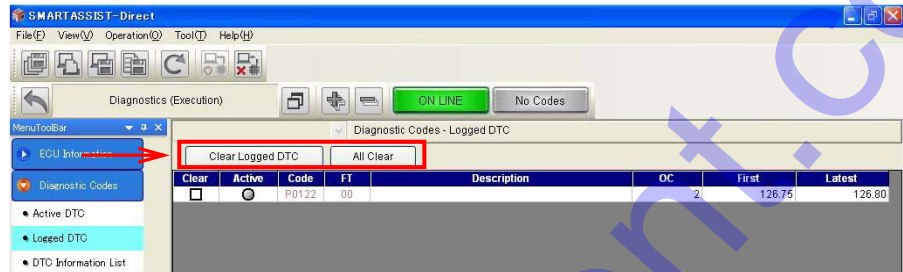 SMARTASSIST-Direct
File(F) View(V) Operation(O) Tool(T) Help(H)
Diagnostics (Execution) ON LINE No Codes
MenuToolBar
Diagnostic Codes - Logged DTC
ECU Information
Clear Logged DTC All Clear
Clear Active Code FT Description OC First Latest
P0122 00 2 126.75 126.80
Diagnostic Codes
Active DTC
Logged DTC
DTC Information List